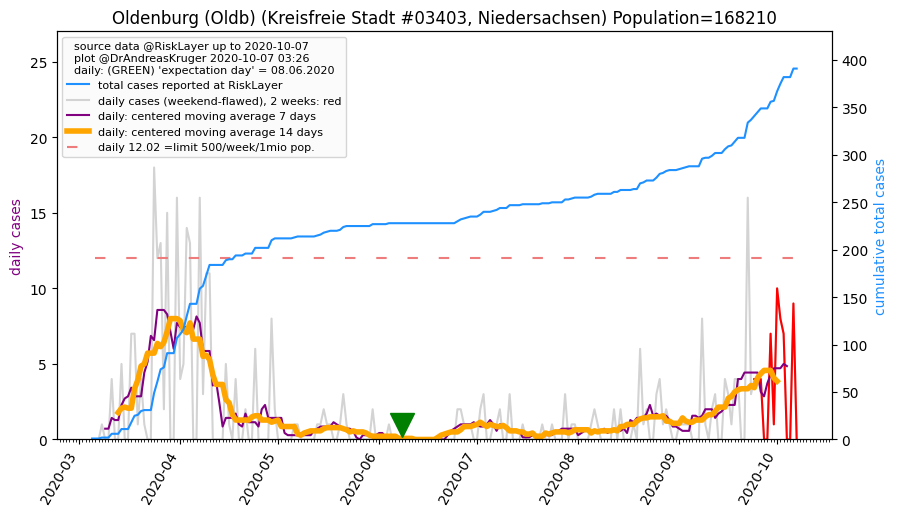 Oldenburg (Oldb) (Kreisfreie Stadt #03403, Niedersachsen) Population=168210
source data @RiskLayer up to 2020-10-07
plot @DrAndreasKruger 2020-10-07 03:26
daily: (GREEN) 'expectation day' = 08.06.2020
total cases reported at RiskLayer
daily cases (weekend-flawed), 2 weeks: red
daily: centered moving average 7 days
daily: centered moving average 14 days
daily 12.02 =limit 500/week/1mio pop.
daily cases
25
20
15
10
5
0
cumulative total cases
400
350
300
250
200
150
100
50
0
2020-03
2020-04
2020-05
2020-06
2020-07
2020-08
2020-09
2020-10